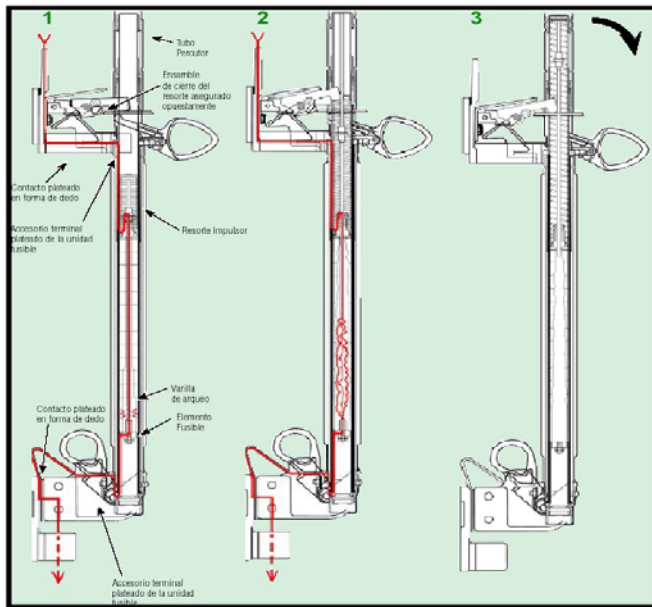 1
2
3
Tubo
Percutor
Ensamble
de cierre del
resorte asegurado
opuestamente
Contacto plateado
en forma de dedo
Accesorio terminal
plateado de la unidad
fusible
Resorte Impulsor
Varilla
de arqueo
Contacto plateado
en forma de dedo
Elemento
Fusible
Accesorio terminal
plateado de la unidad
fusible